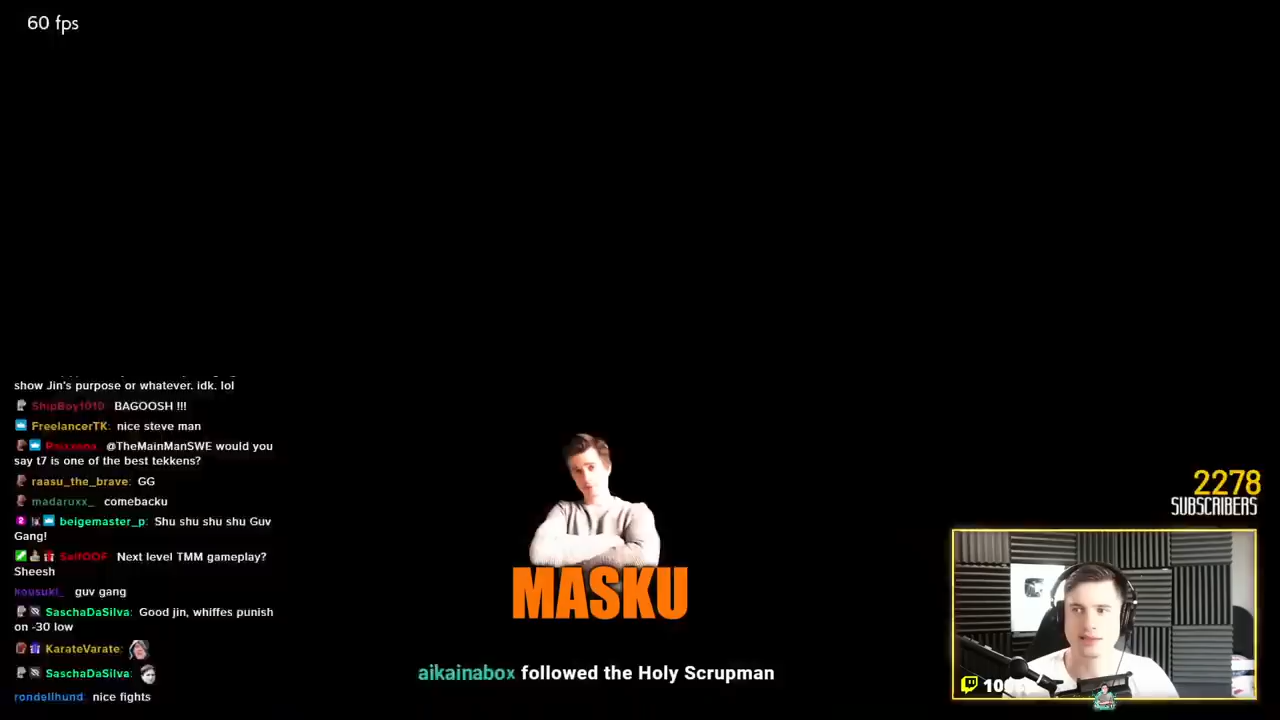 60 fps
show Jin's purpose or whatever. idk. lol
ShipBoy1010 BAGOOSH !!!
FreelancerTK: nice steve man
@TheMainManSWE would you
say t7 is one of the best tekkens?
raasu_the_brave: GG
madaruxx_ comebacku
beigemaster_p: Shu shu shu shu Guv
Gang!
SaifOOF Next level TMM gameplay?
Sheesh
kousuki_ guv gang
SaschaDaSilva: Good jin, whiffes punish
on -30 low
KarateVarate:
SaschaDaSilva:
rondellhund: nice fights
MASKU
aikainabox followed the Holy Scrupman
2278
SUBSCRIBERS